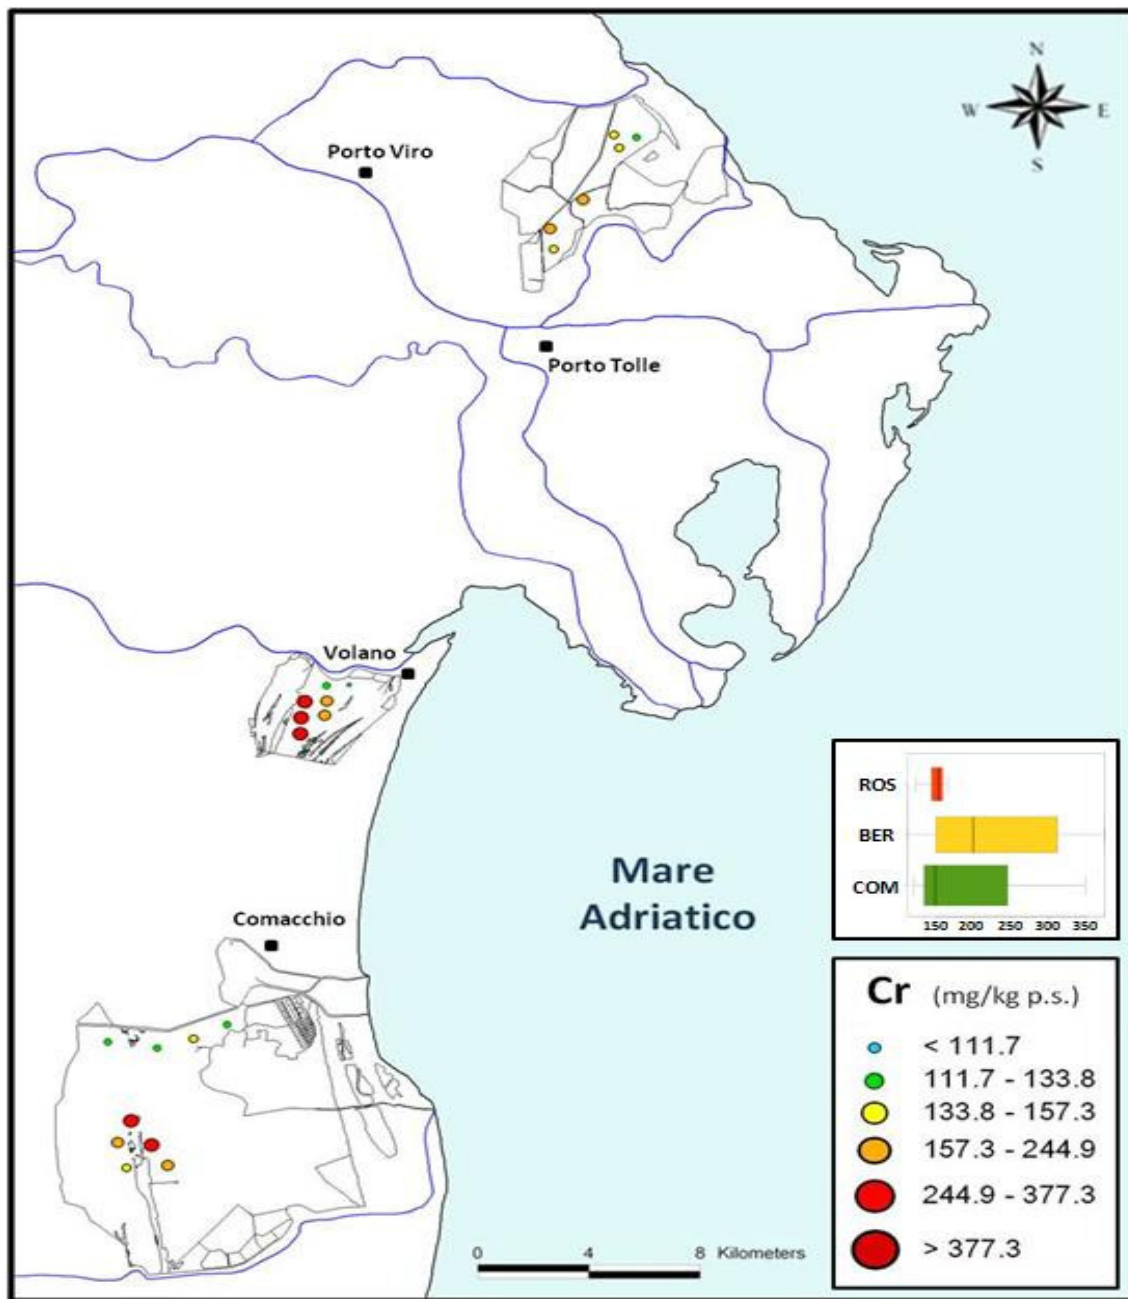 N
W E
S
Porto Viro
Porto Tolle
Volano
Mare
Adriatico
Comacchio
ROS
BER
COM
150 200 250 300 350
Cr (mg/kg p.s.)
< 111.7
111.7 - 133.8
133.8 - 157.3
157.3 - 244.9
244.9 - 377.3
> 377.3
0 4 8 Kilometers